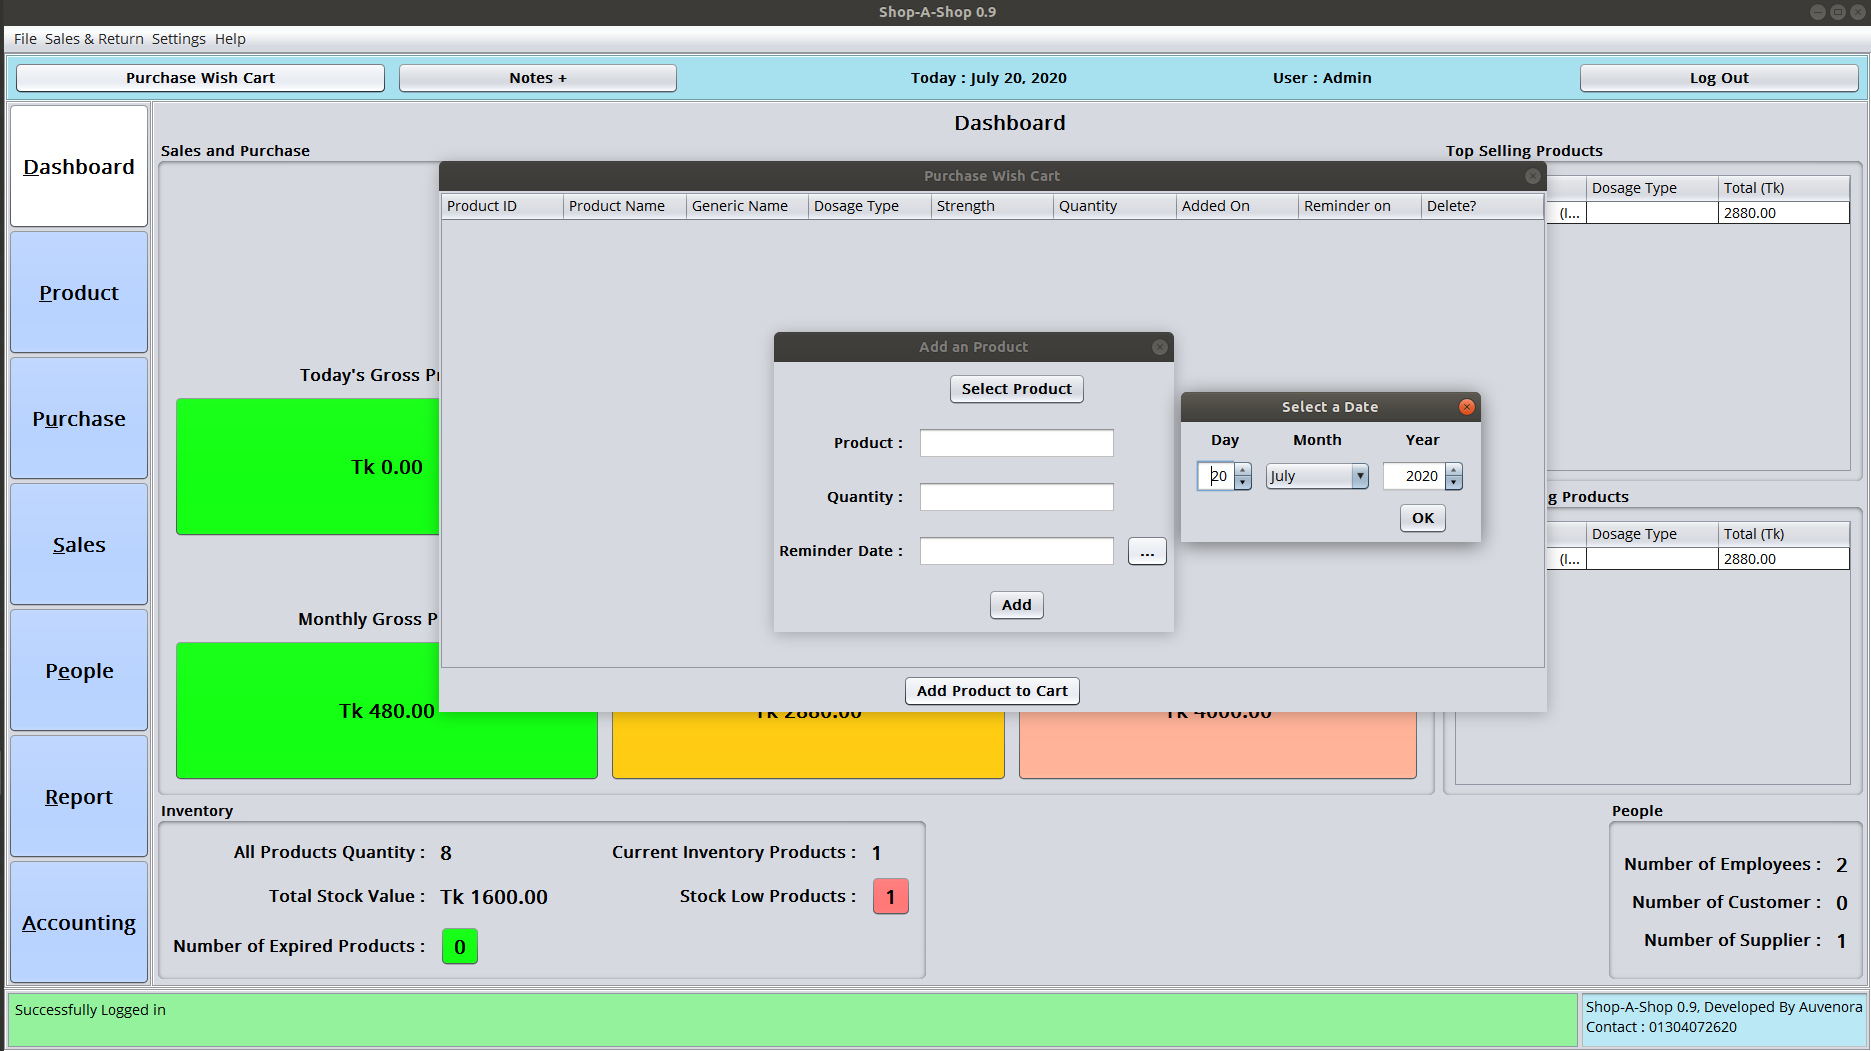 Shop-A-Shop 0.9
File Sales & Return Settings Help
Purchase Wish Cart Notes + Today : July 20, 2020 User : Admin Log Out
Dashboard
Product
Purchase
Sales
People
Report
Accounting
Dashboard
Sales and Purchase
Today's Gross
Tk 0.00
Monthly Gross
Tk 480.00
Tk 2880.00
Tk 4000.00
Top Selling Products
Dosage Type Total (Tk)
(I... 2880.00
Products
Dosage Type Total (Tk)
(I... 2880.00
Purchase Wish Cart
Product ID Product Name Generic Name Dosage Type Strength Quantity Added On Reminder on Delete?
Add Product to Cart
Add an Product
Select Product
Product :
Quantity :
Reminder Date : ...
Add
Select a Date
Day Month Year
20 July 2020
OK
Inventory
All Products Quantity : 8 Current Inventory Products : 1
Total Stock Value : Tk 1600.00 Stock Low Products : 1
Number of Expired Products : 0
People
Number of Employees : 2
Number of Customer : 0
Number of Supplier : 1
Successfully Logged in
Shop-A-Shop 0.9, Developed By Auvenora
Contact : 01304072620